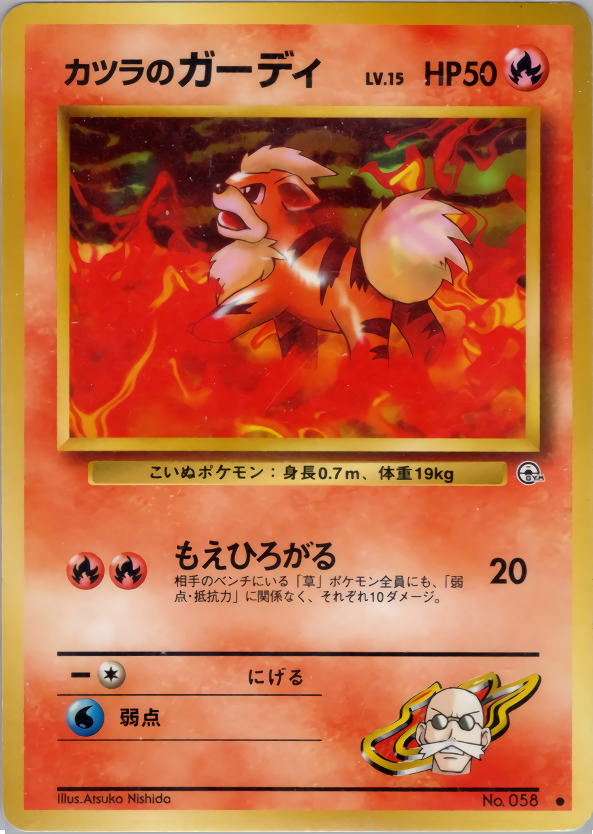 カツラのガーディ LV.15 HP50
こいぬポケモン：身長0.7m、体重19kg
GYM
もえひろがる 20
相手のベンチにいる「草」ポケモン全員にも、「弱
点・抵抗力」に関係なく、それぞれ10ダメージ。
にげる
弱点
Illus.Atsuko Nishida
No. 058